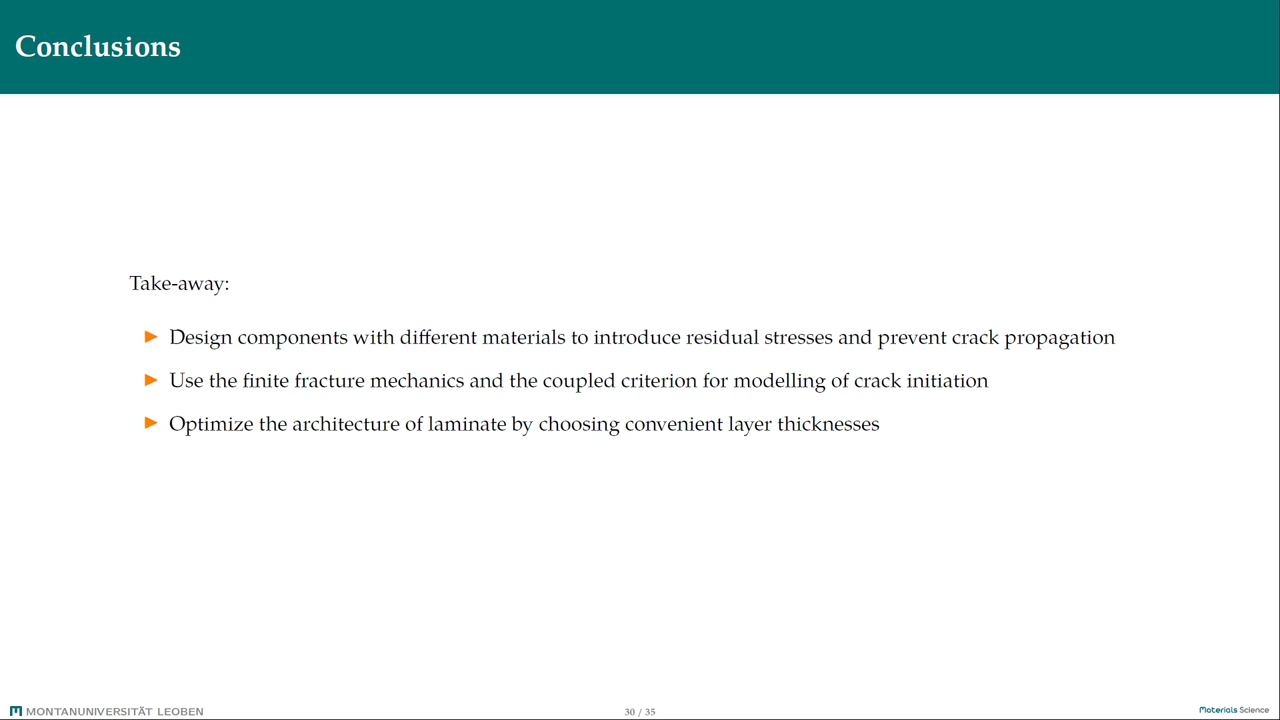 Conclusions
Take-away:
Design components with different materials to introduce residual stresses and prevent crack propagation
Use the finite fracture mechanics and the coupled criterion for modelling of crack initiation
Optimize the architecture of laminate by choosing convenient layer thicknesses
MONTANUNIVERSITÄT LEOBEN
30 / 35
Materials Science